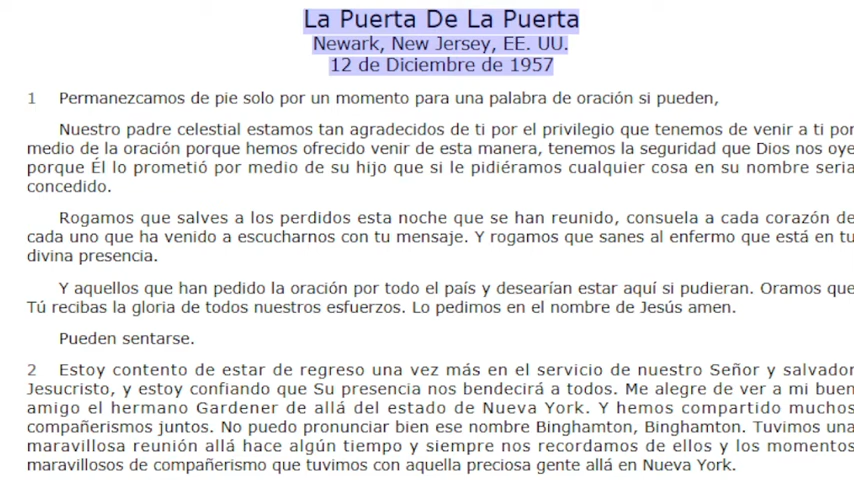 La Puerta De La Puerta
Newark, New Jersey, EE. UU.
12 de Diciembre de 1957
1 Permanezcamos de pie solo por un momento para una palabra de oración si pueden,
Nuestro padre celestial estamos tan agradecidos de ti por el privilegio que tenemos de venir a ti por
medio de la oración porque hemos ofrecido venir de esta manera, tenemos la seguridad que Dios nos oye
porque Él lo prometió por medio de su hijo que si le pidiéramos cualquier cosa en su nombre seria
concedido.
Rogamos que salves a los perdidos esta noche que se han reunido, consuela a cada corazón de
cada uno que ha venido a escucharnos con tu mensaje. Y rogamos que sanes al enfermo que está en tu
divina presencia.
Y aquellos que han pedido la oración por todo el país y desearían estar aquí si pudieran. Oramos que
Tú recibas la gloria de todos nuestros esfuerzos. Lo pedimos en el nombre de Jesús amen.
Pueden sentarse.
2 Estoy contento de estar de regreso una vez más en el servicio de nuestro Señor y salvador
Jesucristo, y estoy confiando que Su presencia nos bendecirá a todos. Me alegre de ver a mi buen
amigo el hermano Gardener de allá del estado de Nueva York. Y hemos compartido muchos
compañerismos juntos. No puedo pronunciar bien ese nombre Binghamton, Binghamton. Tuvimos una
maravillosa reunión allá hace algún tiempo y siempre nos recordamos de ellos y los momentos
maravillosos de compañerismo que tuvimos con aquella preciosa gente allá en Nueva York.